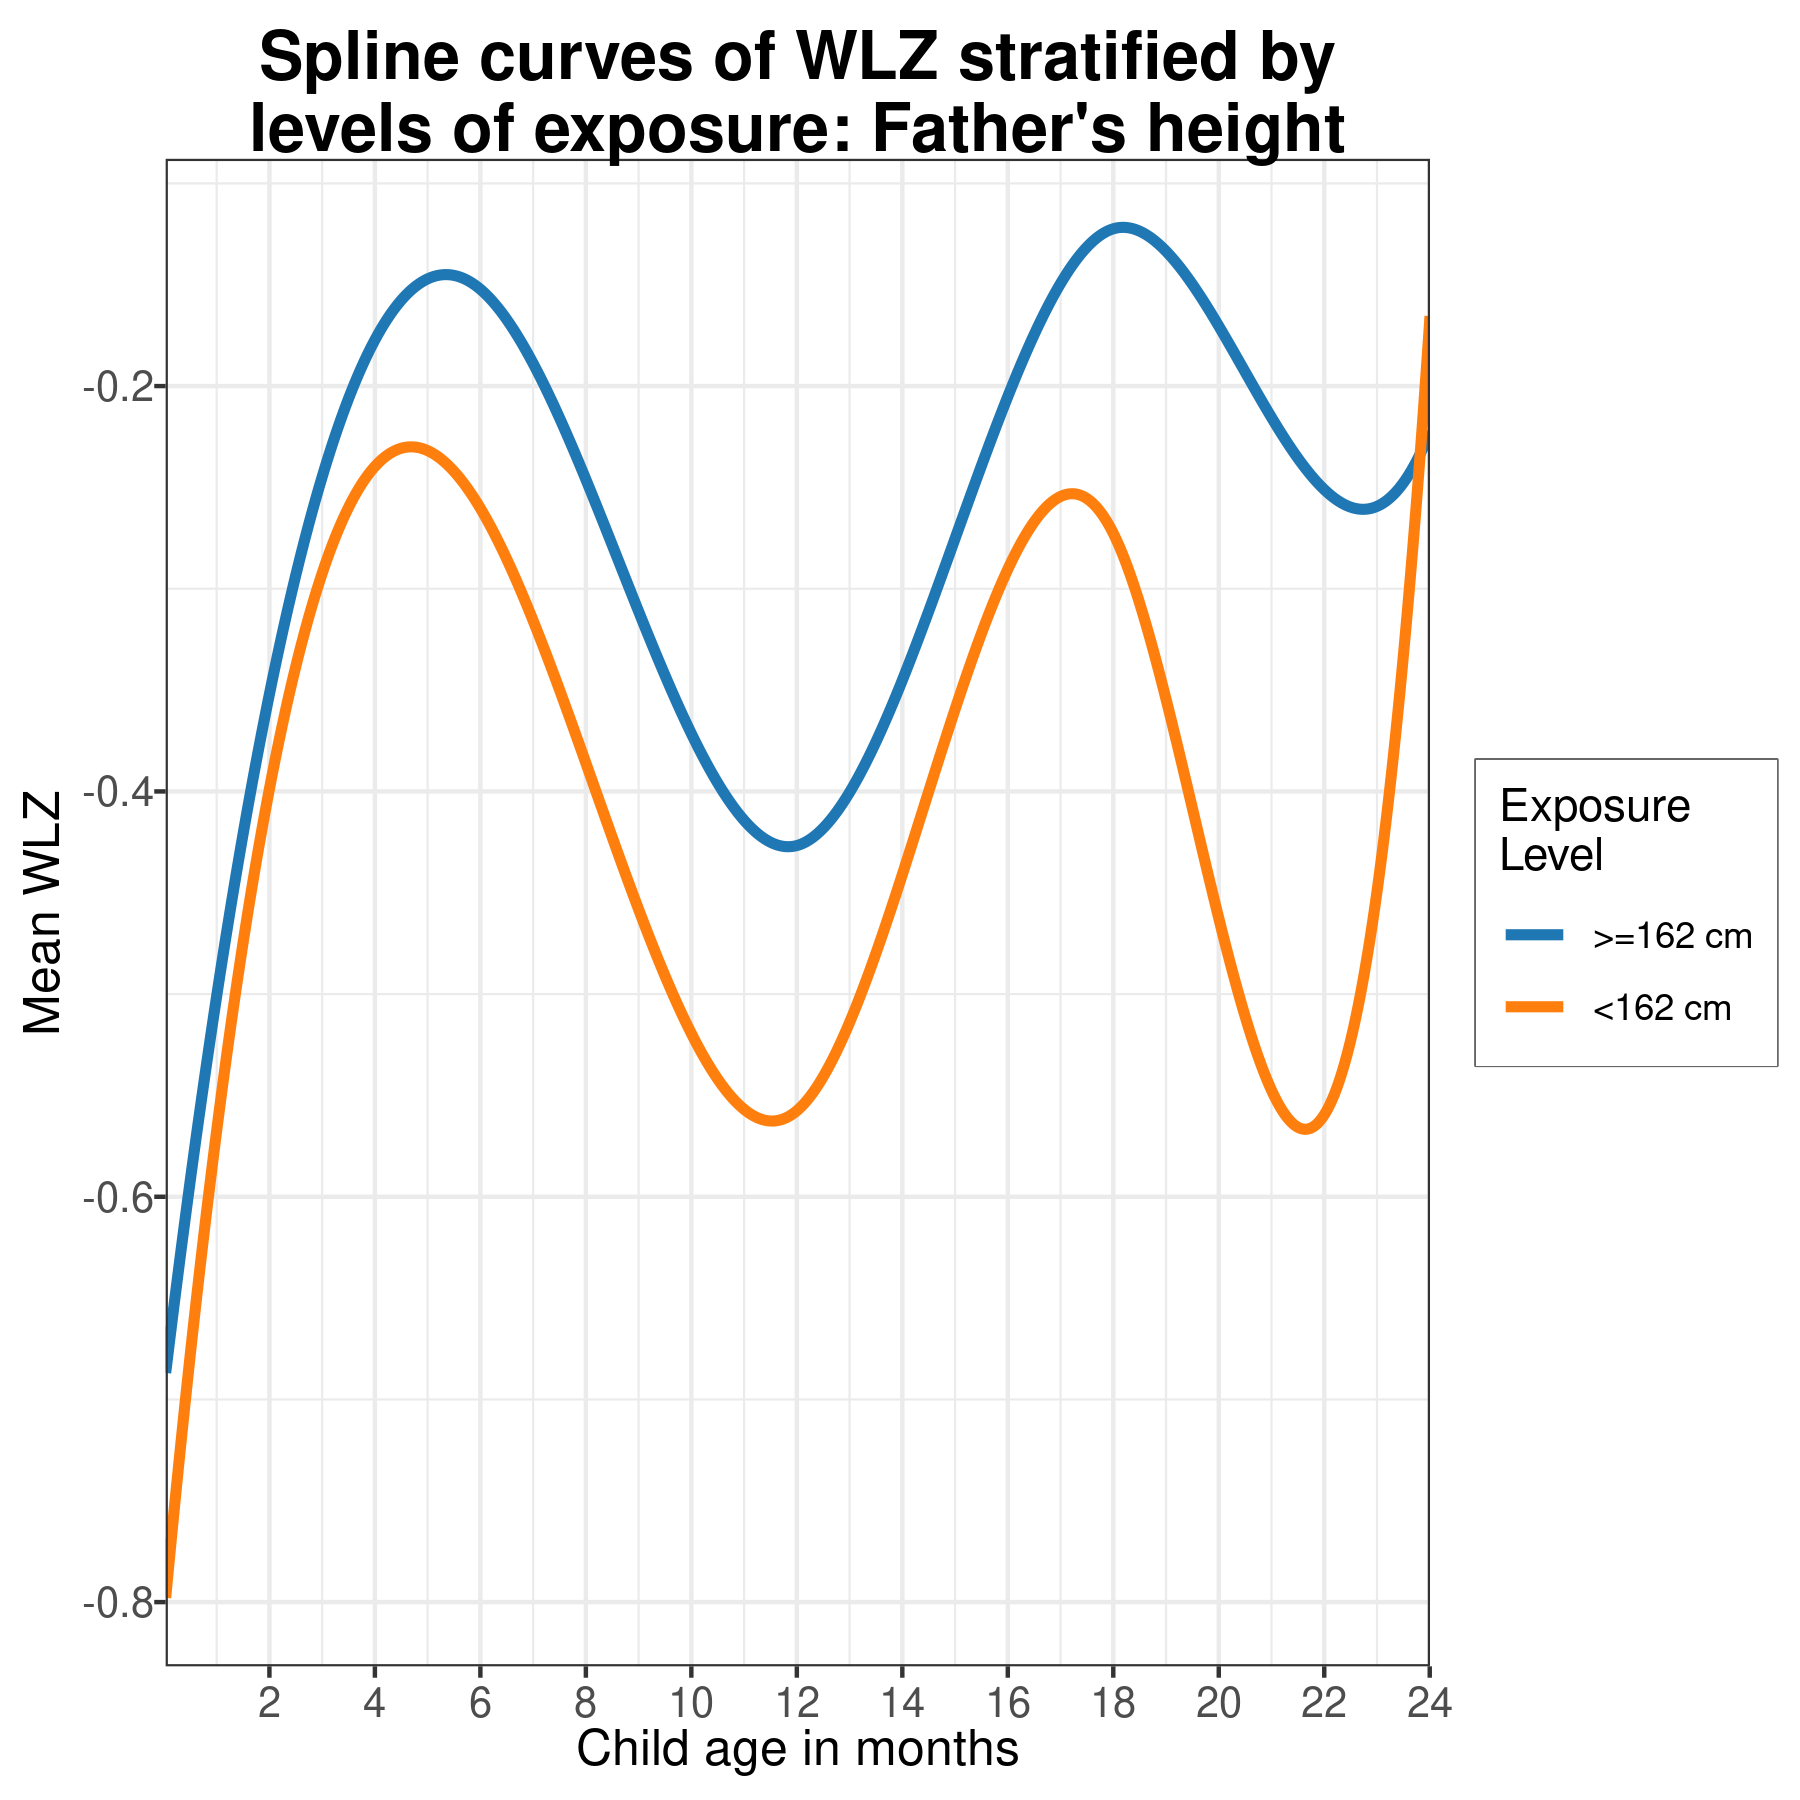 Spline curves of WLZ stratified by
levels of exposure: Father's height
Mean WLZ
-0.2
-0.4
-0.6
-0.8
2 4 6 8 10 12 14 16 18 20 22 24
Child age in months
Exposure
Level
>=162 cm
<162 cm